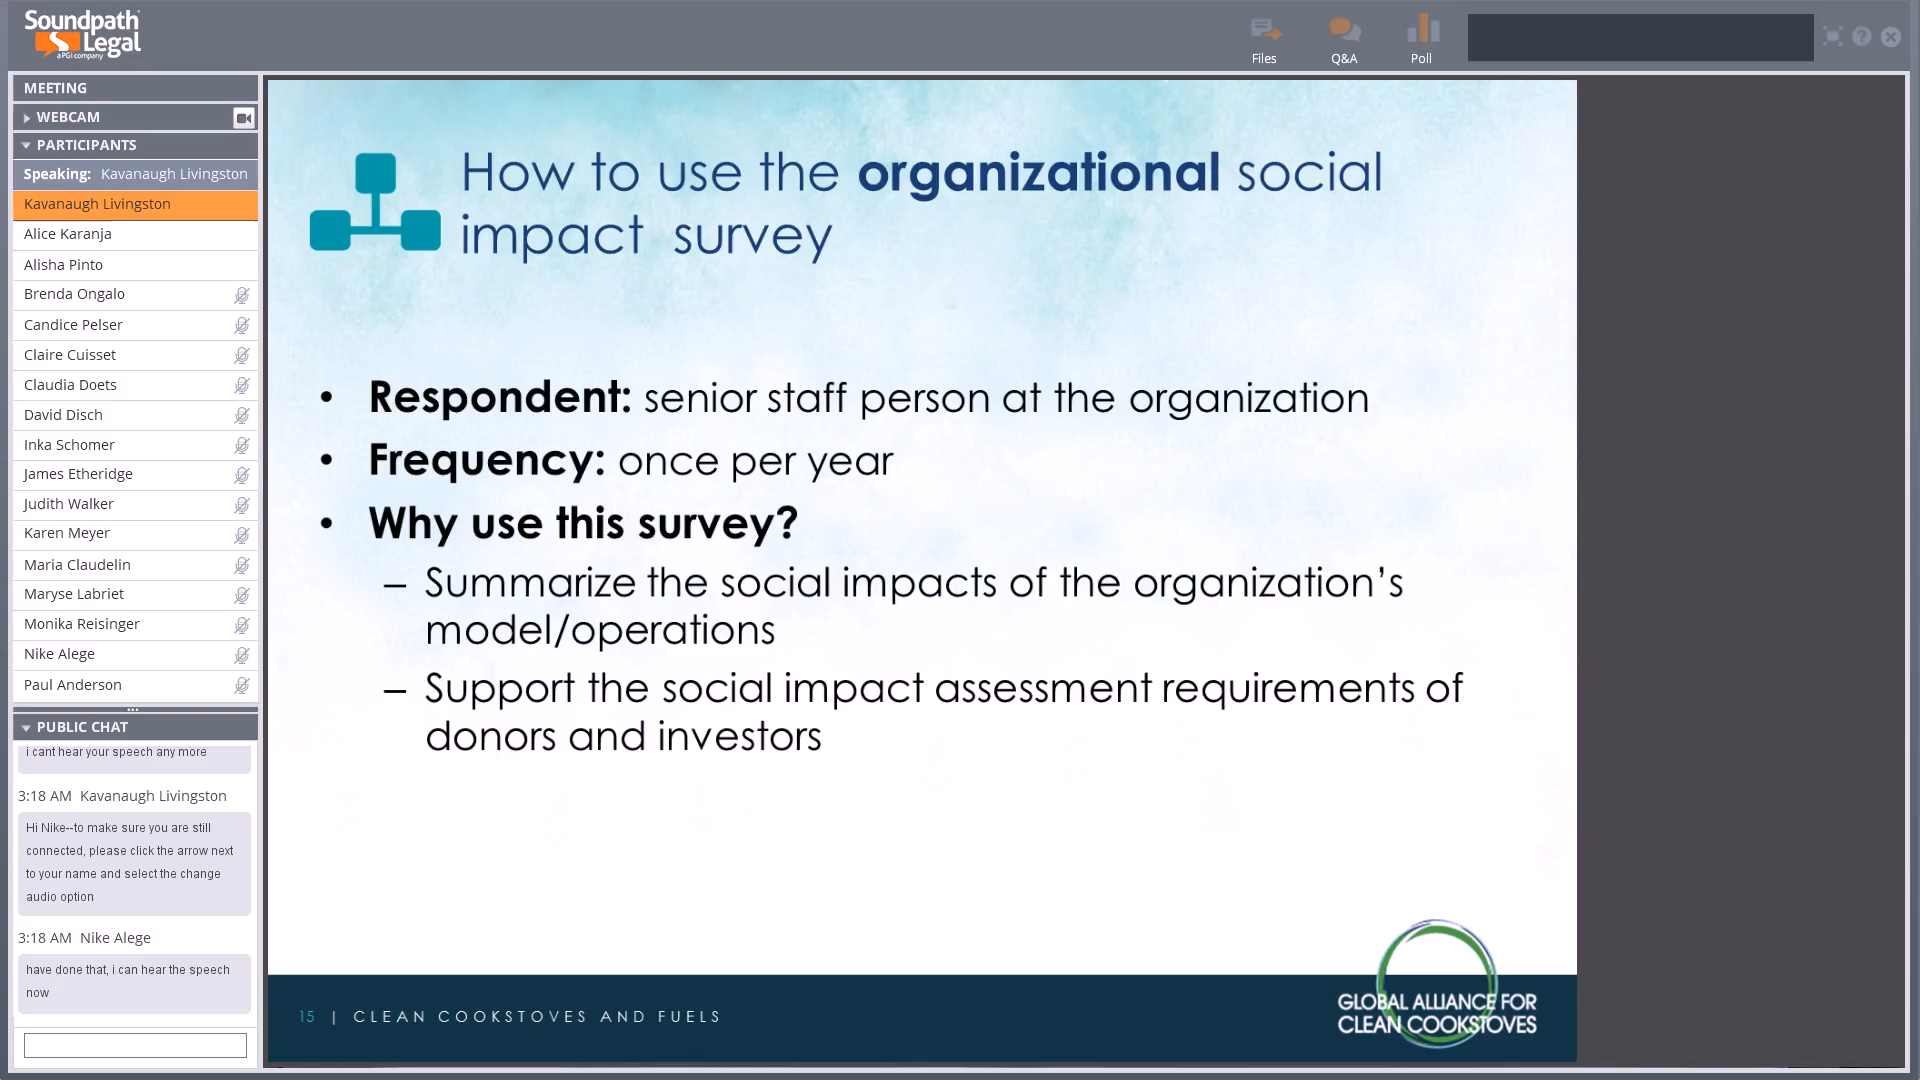 Soundpath
Legal
a PGi company
Files
Q&A
Poll
MEETING
WEBCAM
PARTICIPANTS
Speaking: Kavanaugh Livingston
Kavanaugh Livingston
Alice Karanja
Alisha Pinto
Brenda Ongalo
Candice Pelser
Claire Cuisset
Claudia Doets
David Disch
Inka Schomer
James Etheridge
Judith Walker
Karen Meyer
Maria Claudelin
Maryse Labriet
Monika Reisinger
Nike Alege
Paul Anderson
PUBLIC CHAT
i cant hear your speech any more
3:18 AM Kavanaugh Livingston
Hi Nike--to make sure you are still
connected, please click the arrow next
to your name and select the change
audio option
3:18 AM Nike Alege
have done that, i can hear the speech
now
How to use the organizational social
impact survey
• Respondent: senior staff person at the organization
• Frequency: once per year
• Why use this survey?
– Summarize the social impacts of the organization’s
model/operations
– Support the social impact assessment requirements of
donors and investors
15 | CLEAN COOKSTOVES AND FUELS
GLOBAL ALLIANCE FOR
CLEAN COOKSTOVES